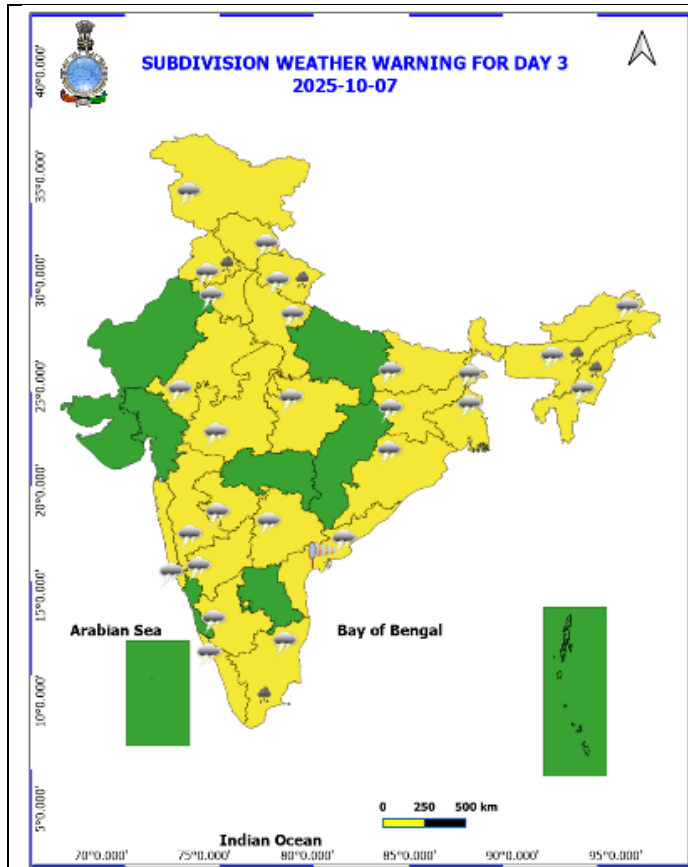 SUBDIVISION WEATHER WARNING FOR DAY 3
2025-10-07
40°0.000'
35°0.000'
30°0.000'
25°0.000'
20°0.000'
15°0.000'
10°0.000'
5°0.000'
Arabian Sea
Bay of Bengal
0 250 500 km
Indian Ocean
70°0.000' 75°0.000' 80°0.000' 85°0.000' 90°0.000' 95°0.000'